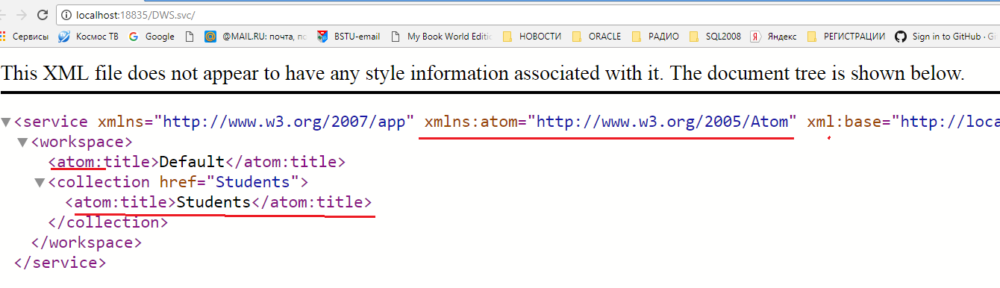 localhost:18835/DWS.svc/
Сервисы Космос ТВ Google @MAIL.RU: почта, по BSTU-email My Book World Editio НОВОСТИ ORACLE РАДИО SQL2008 Яндекс РЕГИСТРАЦИИ Sign in to GitHub · Gi
This XML file does not appear to have any style information associated with it. The document tree is shown below.
▼<service xmlns="http://www.w3.org/2007/app" xmlns:atom="http://www.w3.org/2005/Atom" xml:base="http://loca
▼<workspace>
<atom:title>Default</atom:title>
▼<collection href="Students">
<atom:title>Students</atom:title>
</collection>
</workspace>
</service>